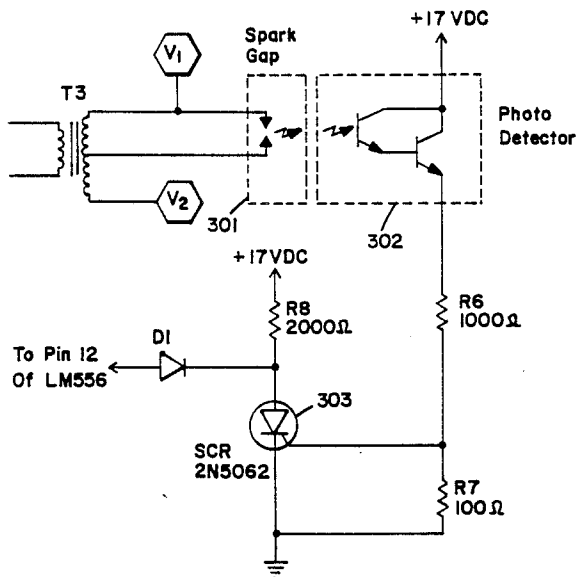 +17 VDC
V1
Spark
Gap
T3
Photo
Detector
V2
301
302
+17VDC
R8
2000Ω
R6
1000Ω
D1
To Pin 12
Of LM556
303
SCR
2N5062
R7
100Ω